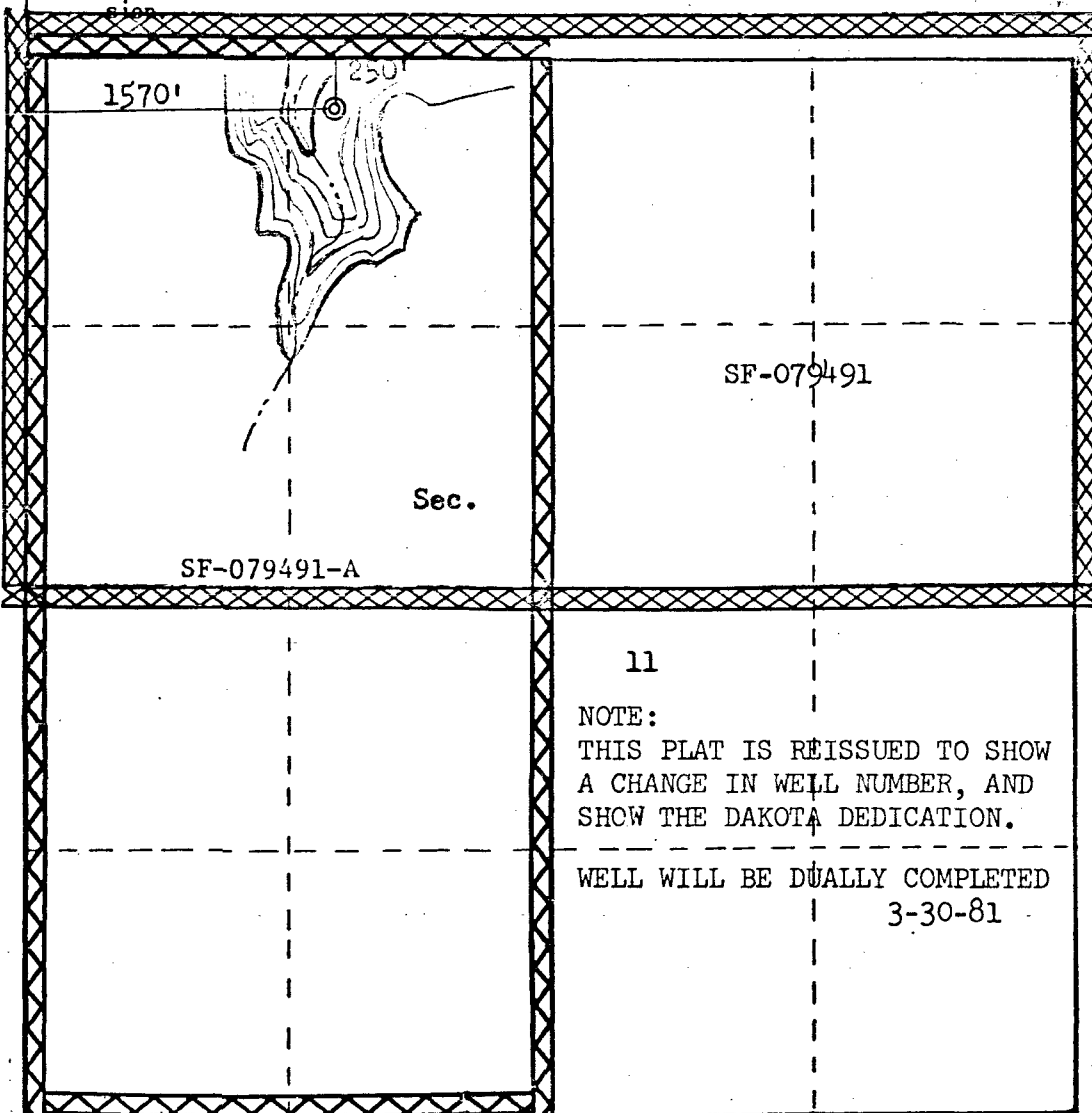 sion
250'
1570'
SF-079491
Sec.
SF-079491-A
11
NOTE:
THIS PLAT IS REISSUED TO SHOW
A CHANGE IN WELL NUMBER, AND
SHOW THE DAKOTA DEDICATION.
WELL WILL BE DUALLY COMPLETED
3-30-81